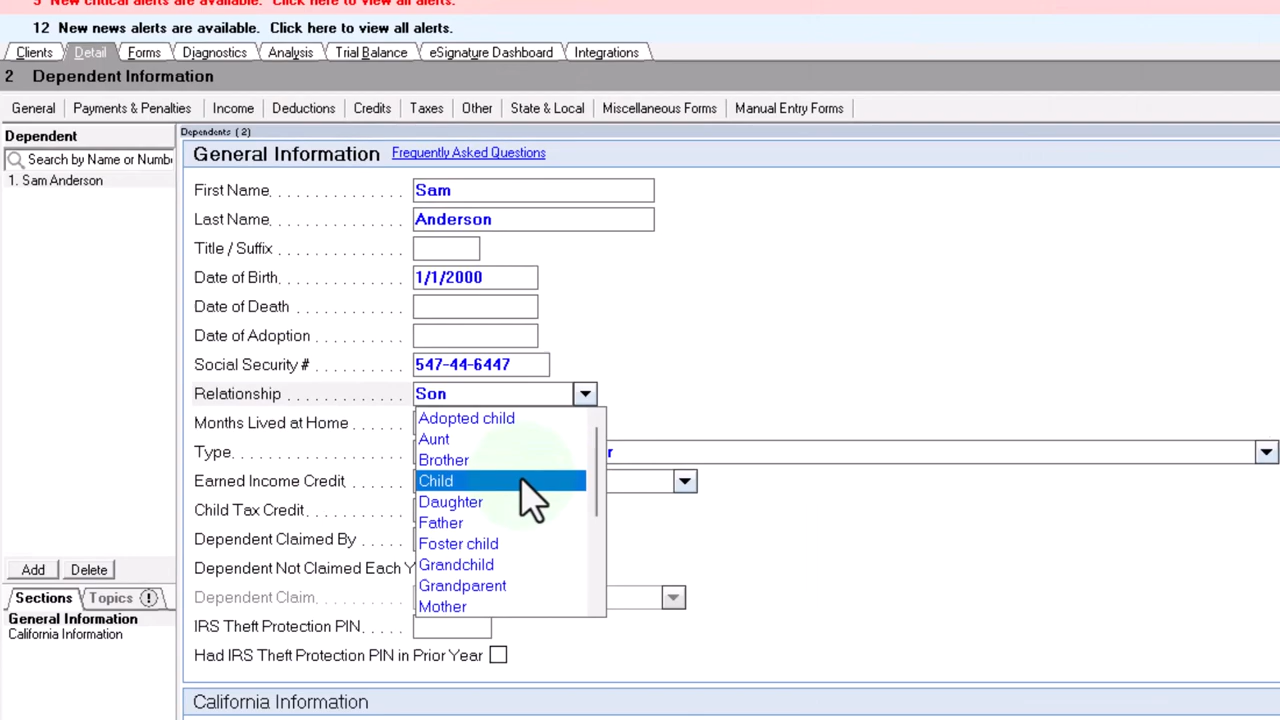 5 New critical alerts are available. Click here to view all alerts.
12 New news alerts are available. Click here to view all alerts.
Clients Detail Forms Diagnostics Analysis Trial Balance eSignature Dashboard Integrations
2 Dependent Information
General Payments & Penalties Income Deductions Credits Taxes Other State & Local Miscellaneous Forms Manual Entry Forms
Dependent
Search by Name or Numb
1. Sam Anderson
Dependents (2)
General Information Frequently Asked Questions
First Name Sam
Last Name Anderson
Title / Suffix
Date of Birth 1/1/2000
Date of Death
Date of Adoption
Social Security # 547-44-6447
Relationship Son
Adopted child
Aunt
Brother
Child
Daughter
Father
Foster child
Grandchild
Grandparent
Mother
Months Lived at Home
Type r
Earned Income Credit
Child Tax Credit
Dependent Claimed By
Dependent Not Claimed Each Y
Dependent Claim
IRS Theft Protection PIN
Had IRS Theft Protection PIN in Prior Year
Add Delete
Sections Topics
General Information
California Information
California Information